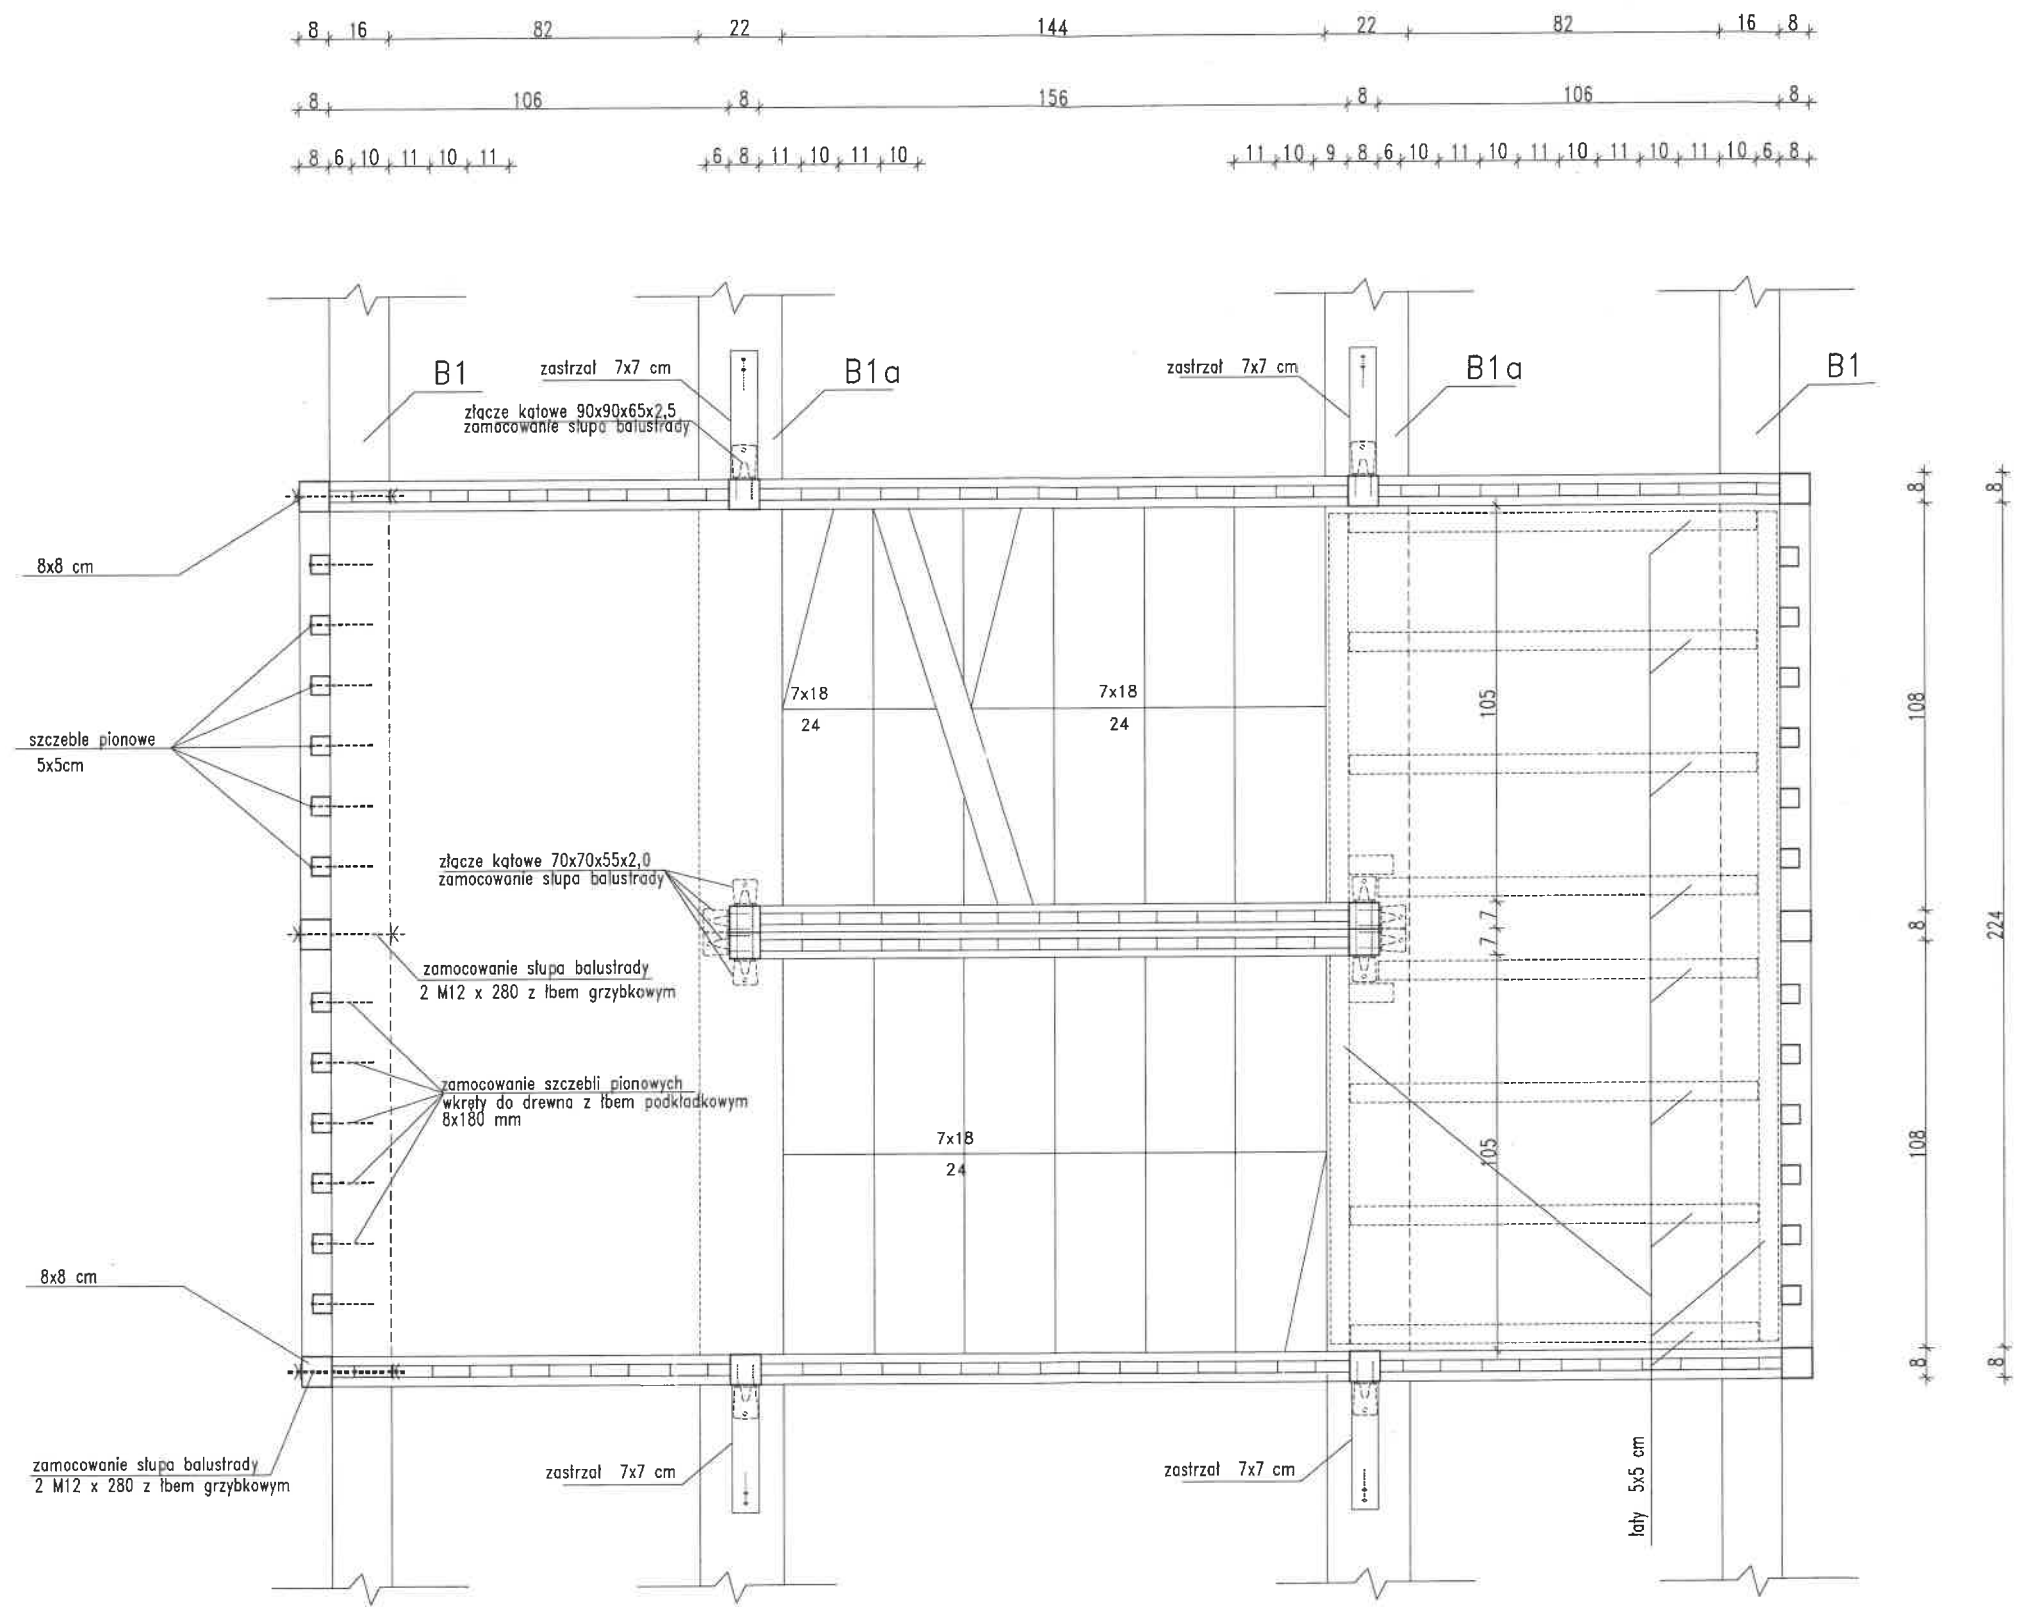 8 16 82 22 144 22 82 16 8
8 106 8 156 8 106 8
8 6 10 11 10 11 6 8 11 10 11 10 11 10 9 8 6 10 11 10 11 10 11 10 11 10 6 8
B1
zastrzał 7x7 cm
B1a
zastrzał 7x7 cm
B1a
B1
złącze kątowe 90x90x65x2,5
zamocowanie słupa balustrady
8
8
8x8 cm
7x18
24
7x18
24
105
108
szczeble pionowe
5x5cm
złącze kątowe 70x70x55x2,0
zamocowanie słupa balustrady
7
7
8
224
zamocowanie słupa balustrady
2 M12 x 280 z łbem grzybkowym
zamocowanie szczebli pionowych
wkręty do drewna z łbem podkładkowym
8x180 mm
7x18
24
105
108
8x8 cm
8
8
zamocowanie słupa balustrady
2 M12 x 280 z łbem grzybkowym
zastrzał 7x7 cm
zastrzał 7x7 cm
łaty 5x5 cm